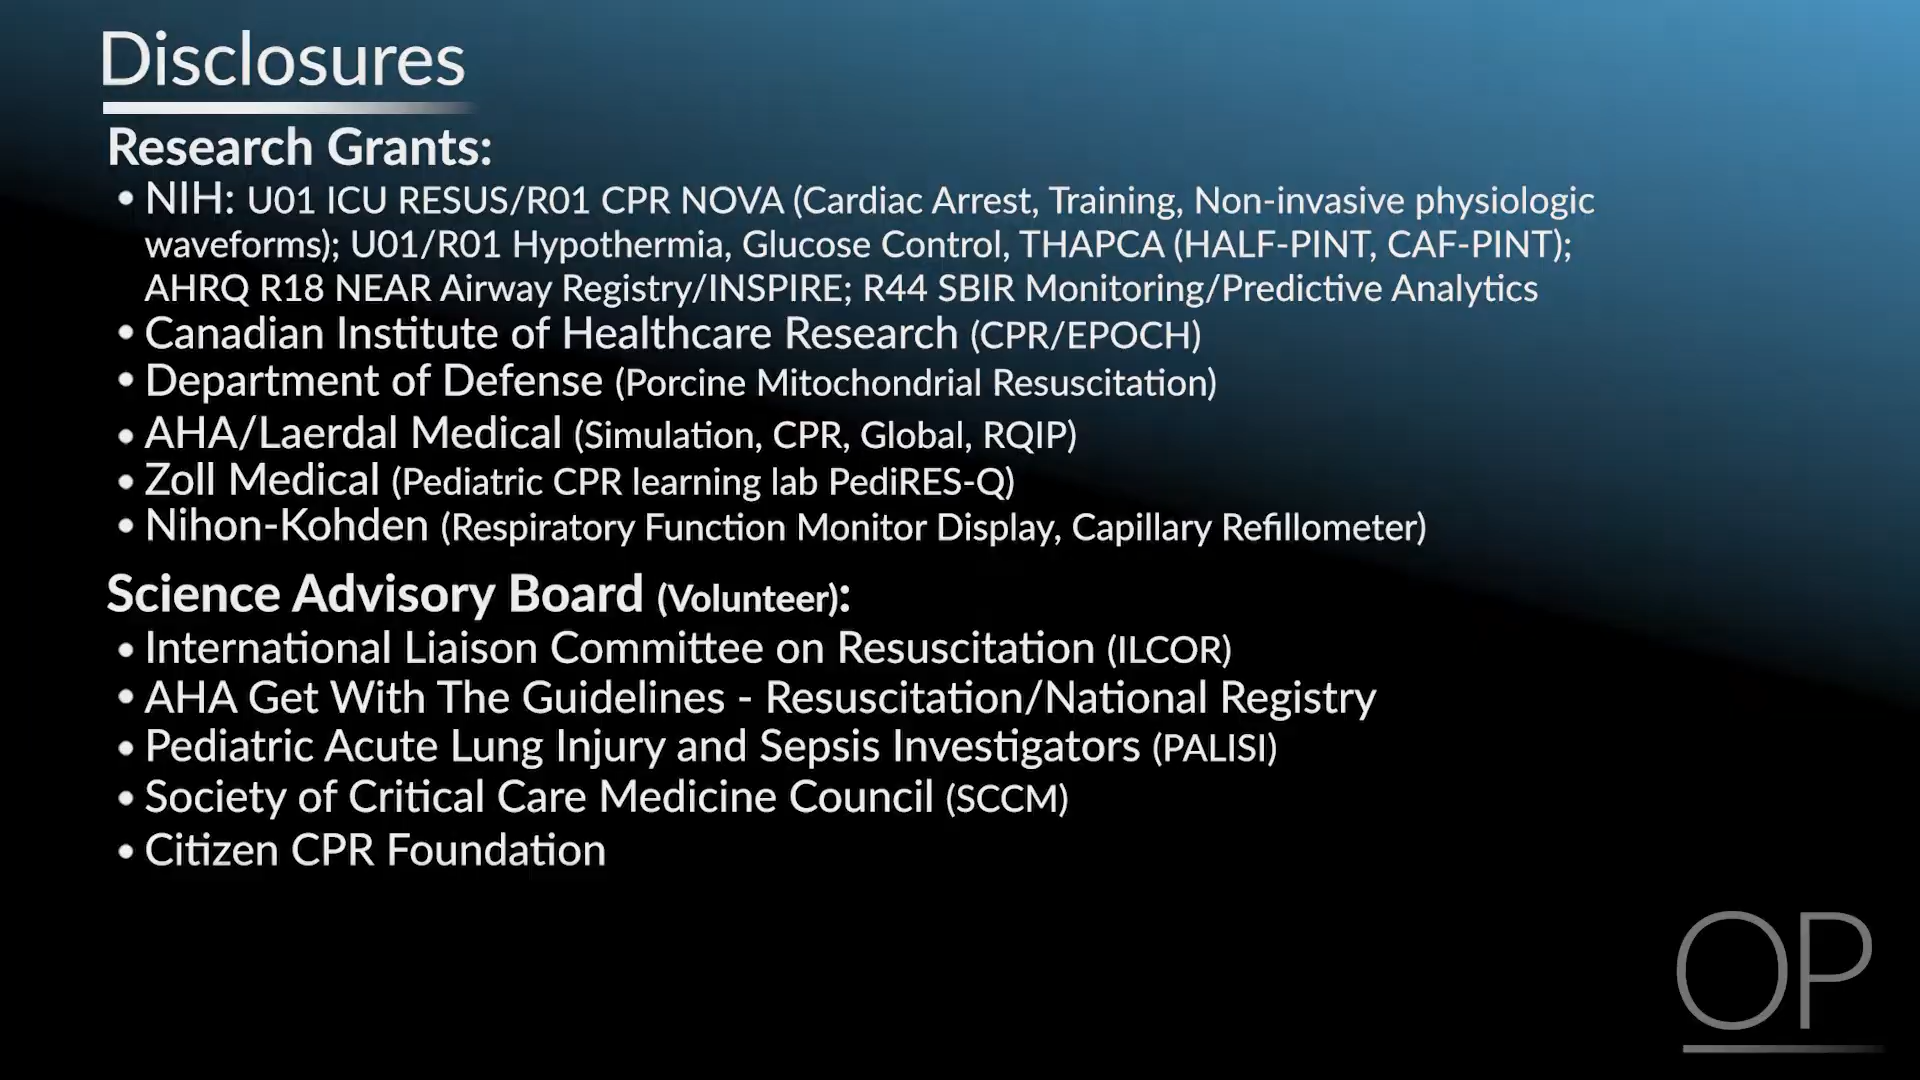 Disclosures
Research Grants:
• NIH: U01 ICU RESUS/R01 CPR NOVA (Cardiac Arrest, Training, Non-invasive physiologic
waveforms); U01/R01 Hypothermia, Glucose Control, THAPCA (HALF-PINT, CAF-PINT);
AHRQ R18 NEAR Airway Registry/INSPIRE; R44 SBIR Monitoring/Predictive Analytics
• Canadian Institute of Healthcare Research (CPR/EPOCH)
• Department of Defense (Porcine Mitochondrial Resuscitation)
• AHA/Laerdal Medical (Simulation, CPR, Global, RQIP)
• Zoll Medical (Pediatric CPR learning lab PediRES-Q)
• Nihon-Kohden (Respiratory Function Monitor Display, Capillary Refillometer)
Science Advisory Board (Volunteer):
• International Liaison Committee on Resuscitation (ILCOR)
• AHA Get With The Guidelines - Resuscitation/National Registry
• Pediatric Acute Lung Injury and Sepsis Investigators (PALISI)
• Society of Critical Care Medicine Council (SCCM)
• Citizen CPR Foundation
OP